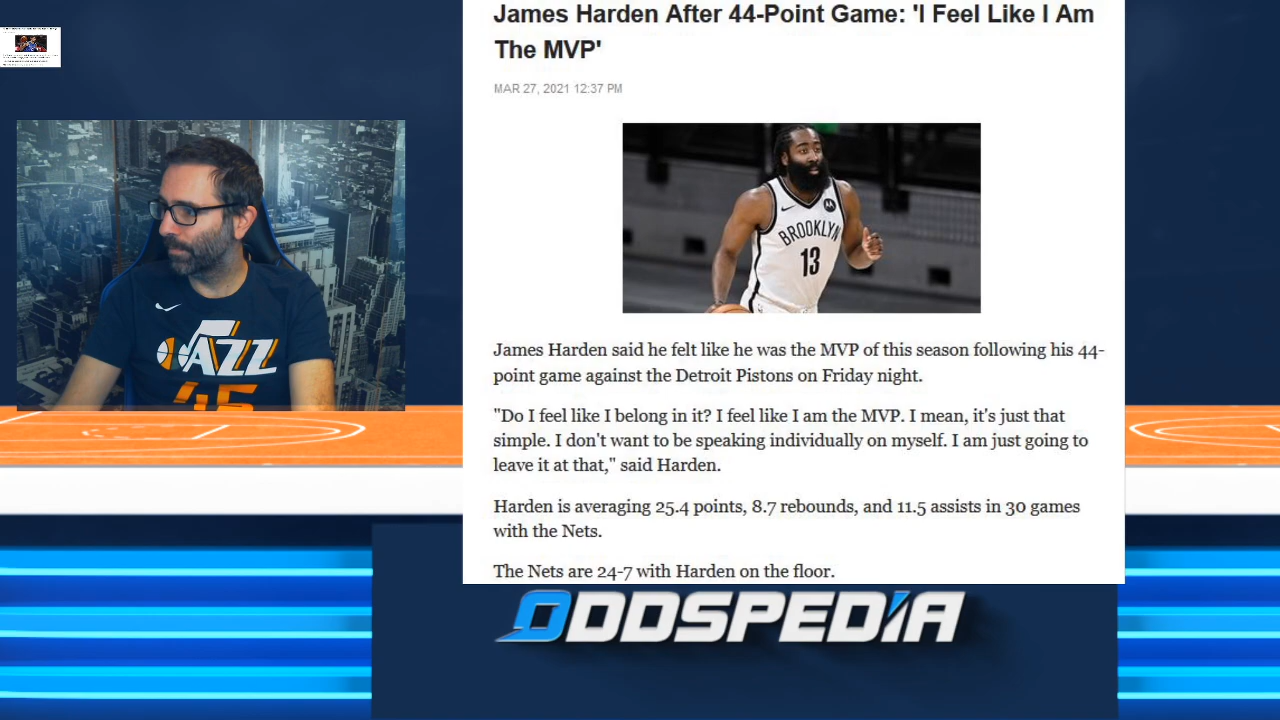 James Harden After 44-Point Game: 'I Feel Like I Am
The MVP'
MAR 27, 2021 12:37 PM
BROOKLYN
13
JAZZ
45
James Harden said he felt like he was the MVP of this season following his 44-
point game against the Detroit Pistons on Friday night.
"Do I feel like I belong in it? I feel like I am the MVP. I mean, it's just that
simple. I don't want to be speaking individually on myself. I am just going to
leave it at that," said Harden.
Harden is averaging 25.4 points, 8.7 rebounds, and 11.5 assists in 30 games
with the Nets.
The Nets are 24-7 with Harden on the floor.
ODDSPEDIA